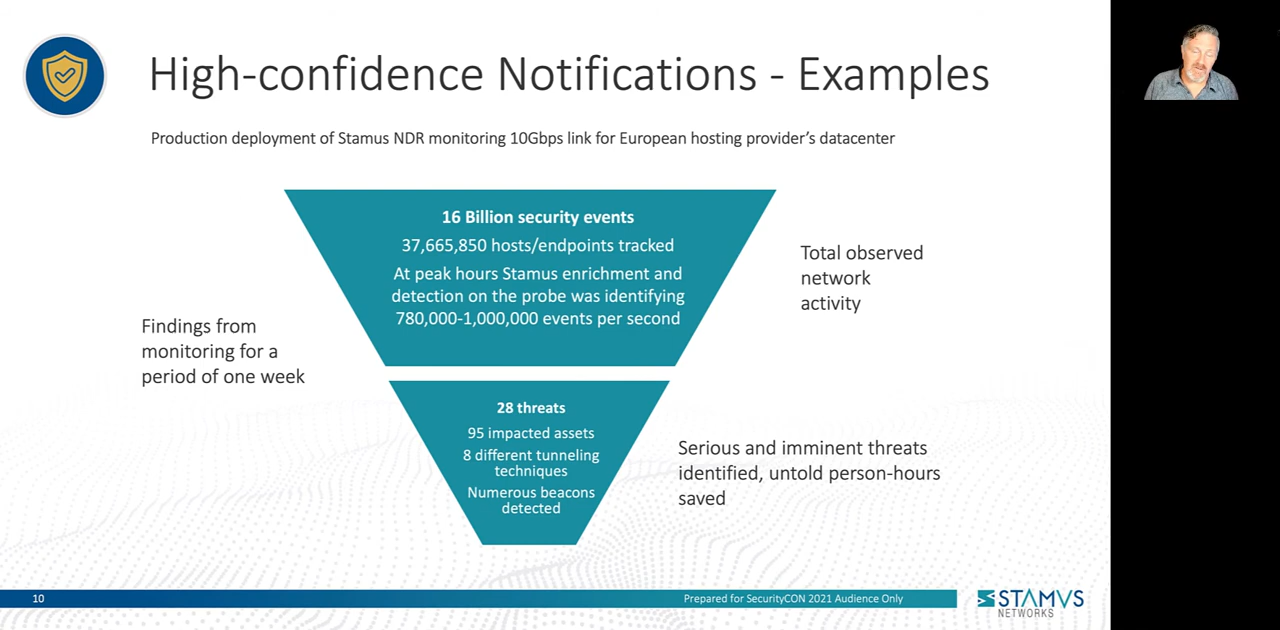 High-confidence Notifications - Examples
Production deployment of Stamus NDR monitoring 10Gbps link for European hosting provider’s datacenter
16 Billion security events
37,665,850 hosts/endpoints tracked
At peak hours Stamus enrichment and
detection on the probe was identifying
780,000-1,000,000 events per second
Total observed
network
activity
Findings from
monitoring for a
period of one week
28 threats
95 impacted assets
8 different tunneling
techniques
Numerous beacons
detected
Serious and imminent threats
identified, untold person-hours
saved
10
Prepared for SecurityCON 2021 Audience Only
STAMVS
NETWORKS